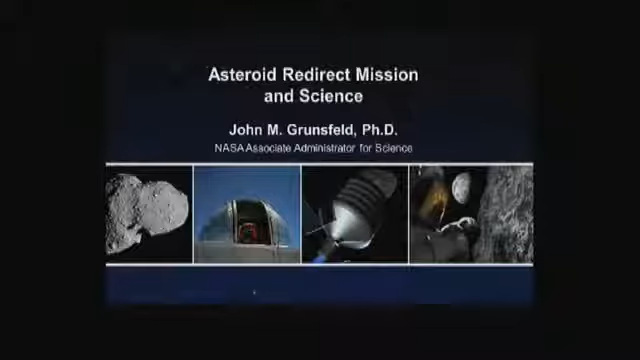 Asteroid Redirect Mission
and Science
John M. Grunsfeld, Ph.D.
NASA Associate Administrator for Science